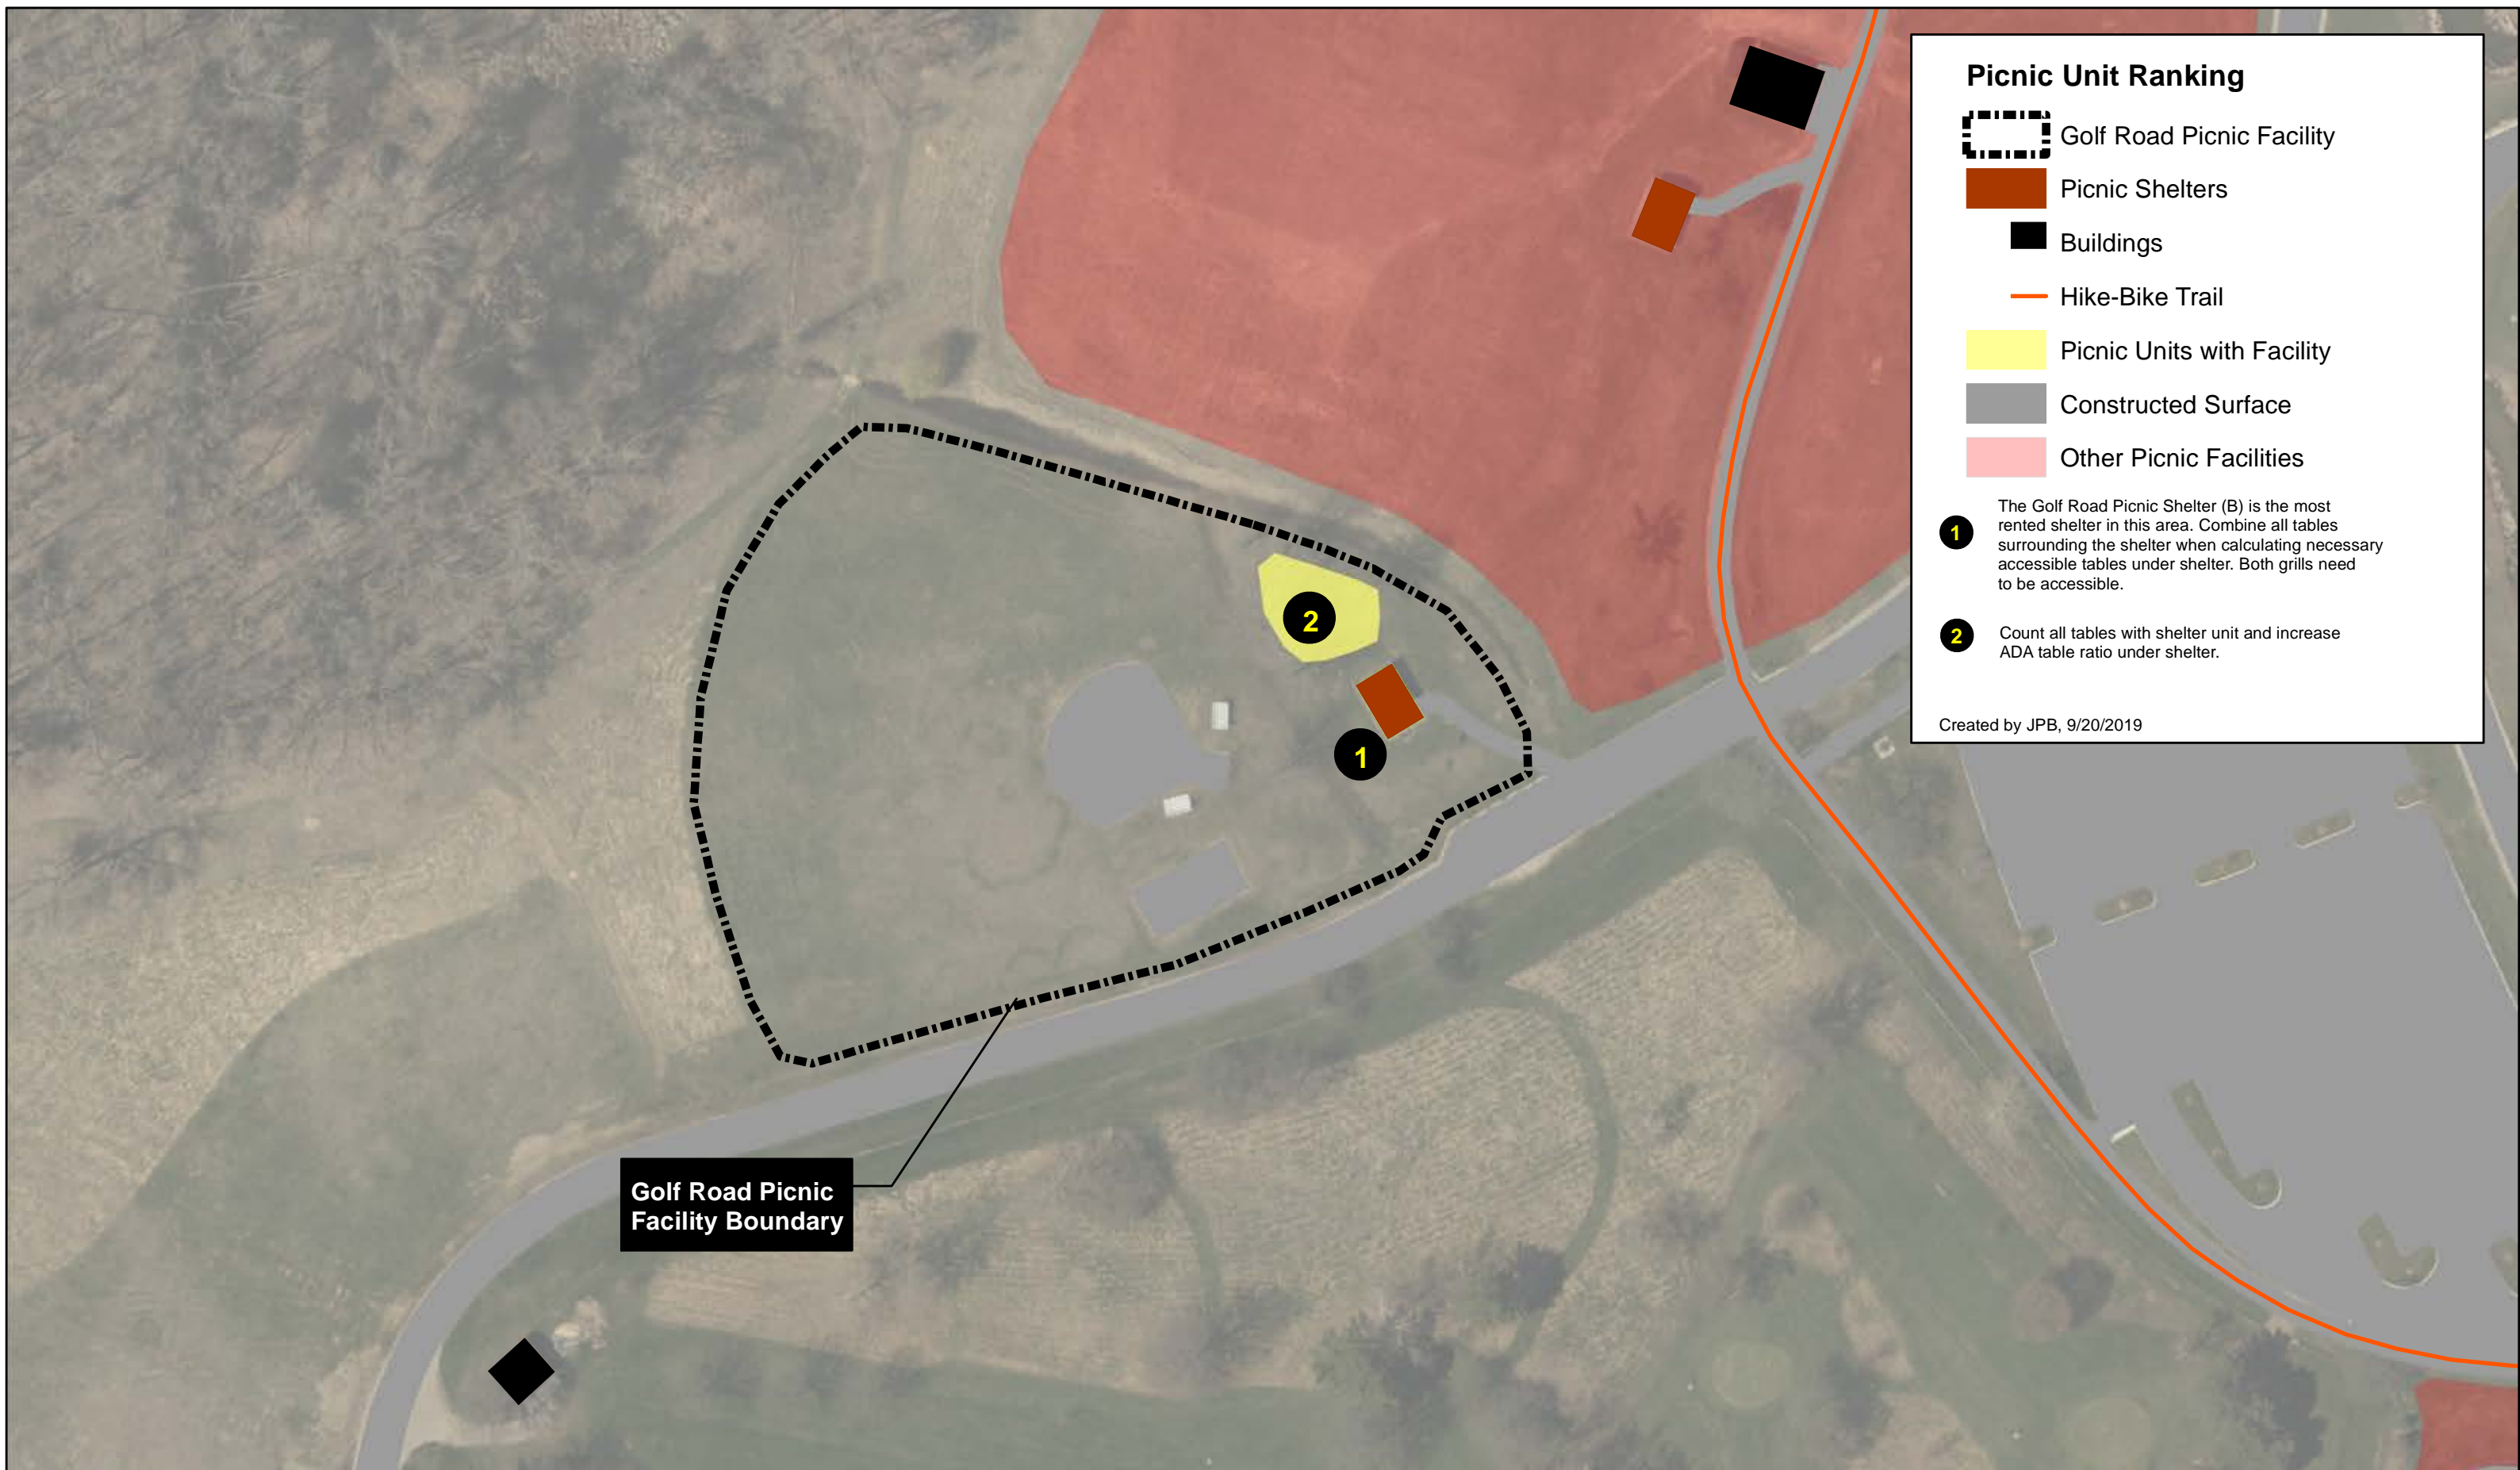 Picnic Unit Ranking
Golf Road Picnic Facility
Picnic Shelters
Buildings
Hike-Bike Trail
Picnic Units with Facility
Constructed Surface
Other Picnic Facilities
1
The Golf Road Picnic Shelter (B) is the most
rented shelter in this area. Combine all tables
surrounding the shelter when calculating necessary
accessible tables under shelter. Both grills need
to be accessible.
2
Count all tables with shelter unit and increase
ADA table ratio under shelter.
Created by JPB, 9/20/2019
2
1
Golf Road Picnic
Facility Boundary